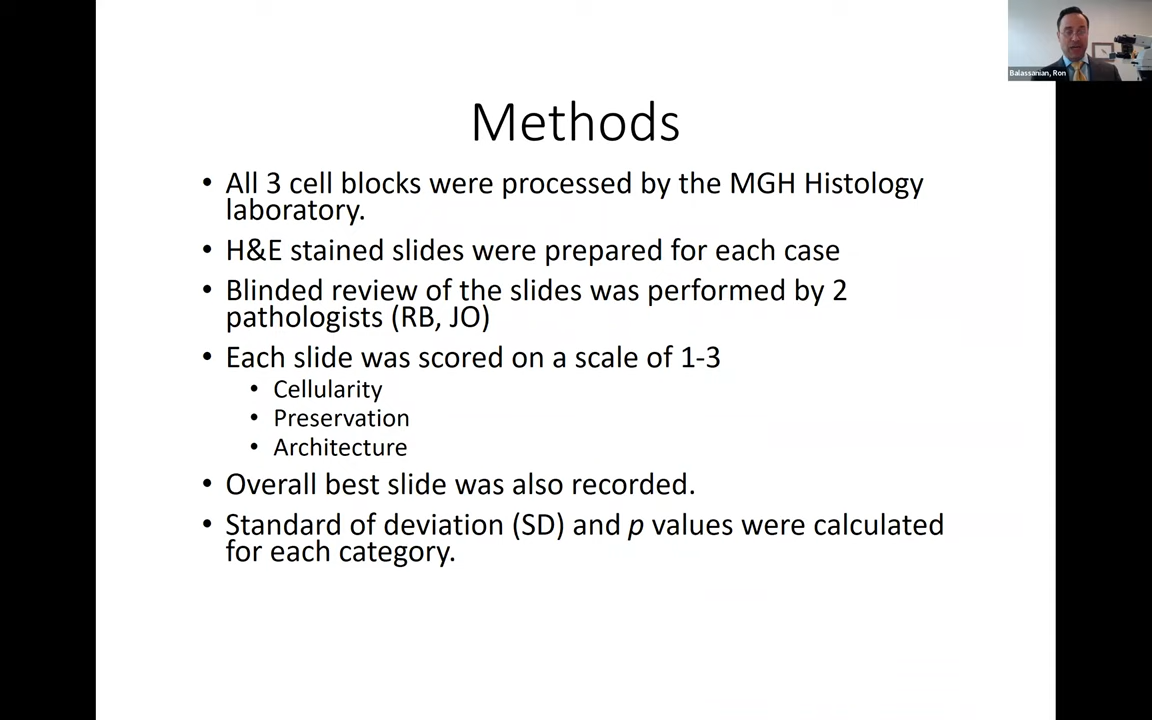 Balassanian, Ron
Methods
• All 3 cell blocks were processed by the MGH Histology
laboratory.
• H&E stained slides were prepared for each case
• Blinded review of the slides was performed by 2
pathologists (RB, JO)
• Each slide was scored on a scale of 1-3
• Cellularity
• Preservation
• Architecture
• Overall best slide was also recorded.
• Standard of deviation (SD) and p values were calculated
for each category.